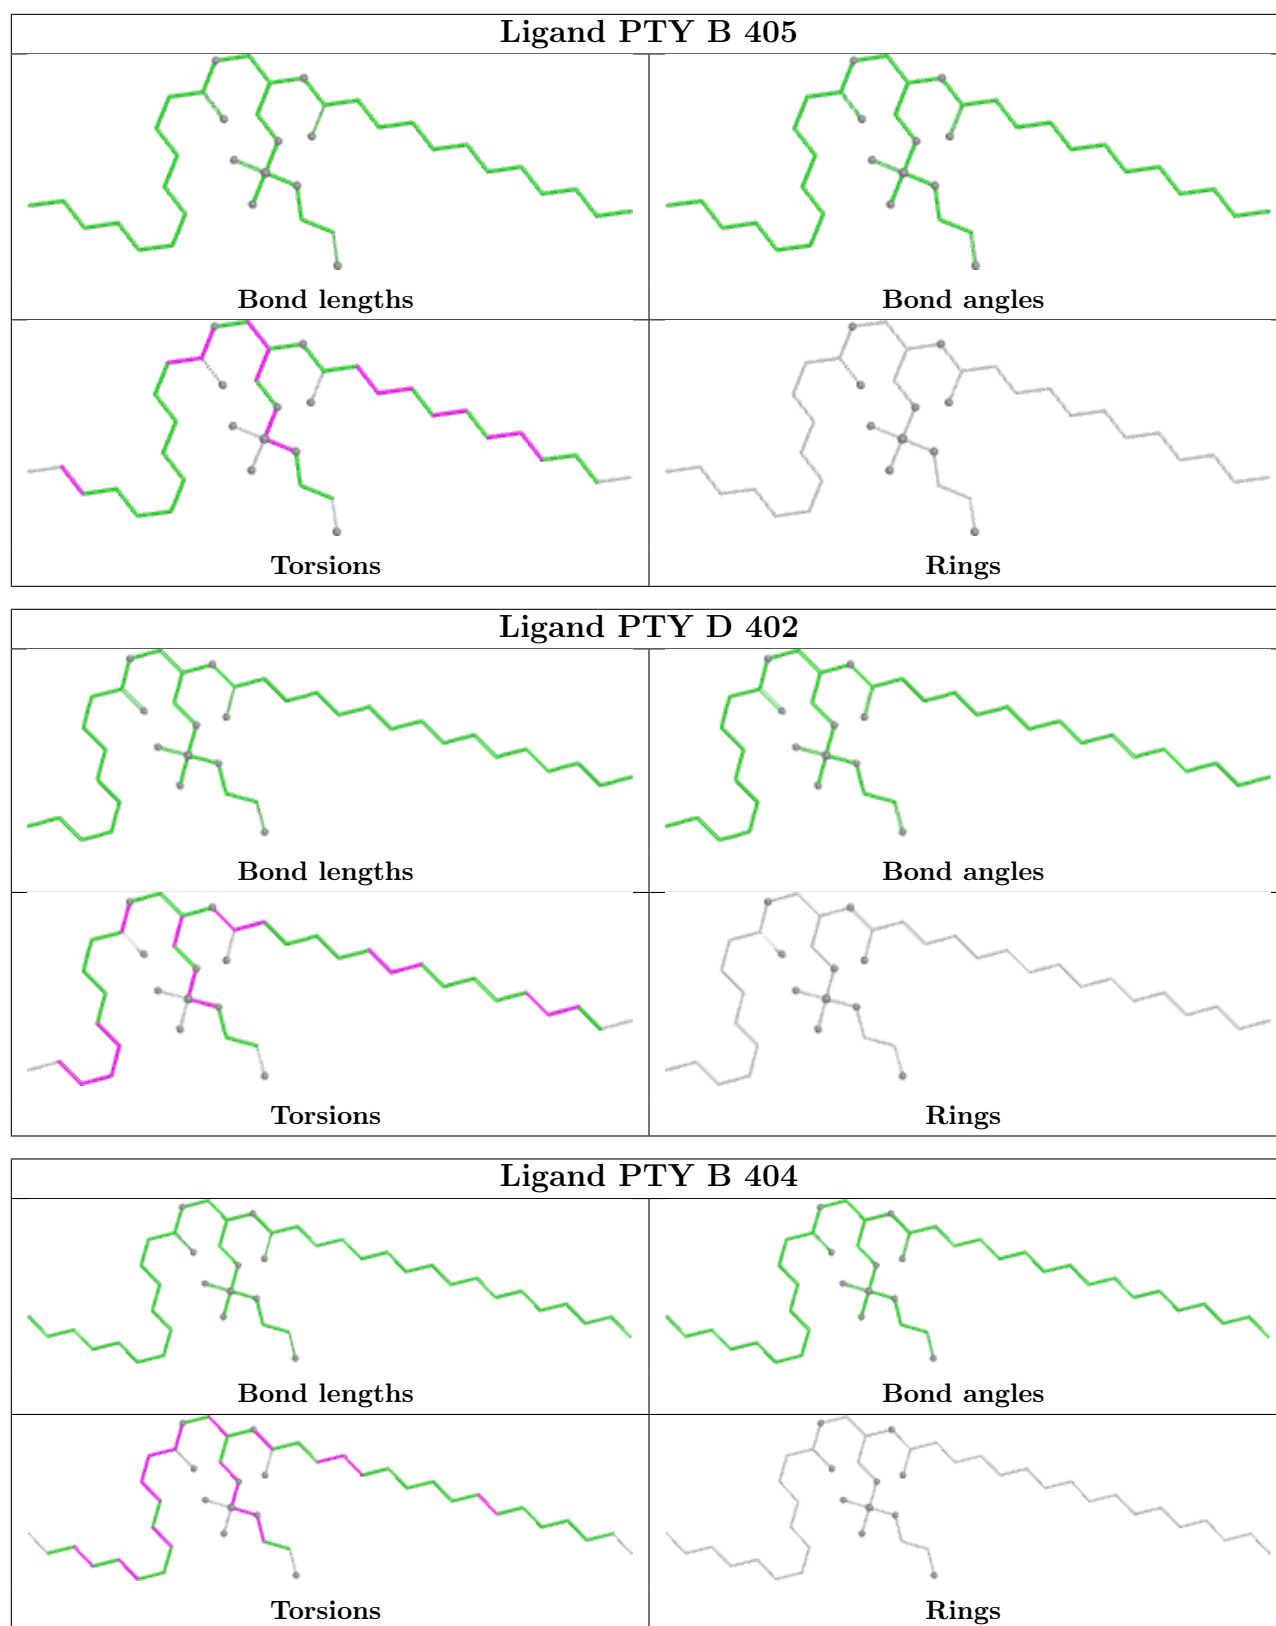 Ligand PTY B 405
Bond lengths
Bond angles
Torsions
Rings
Ligand PTY D 402
Bond lengths
Bond angles
Torsions
Rings
Ligand PTY B 404
Bond lengths
Bond angles
Torsions
Rings